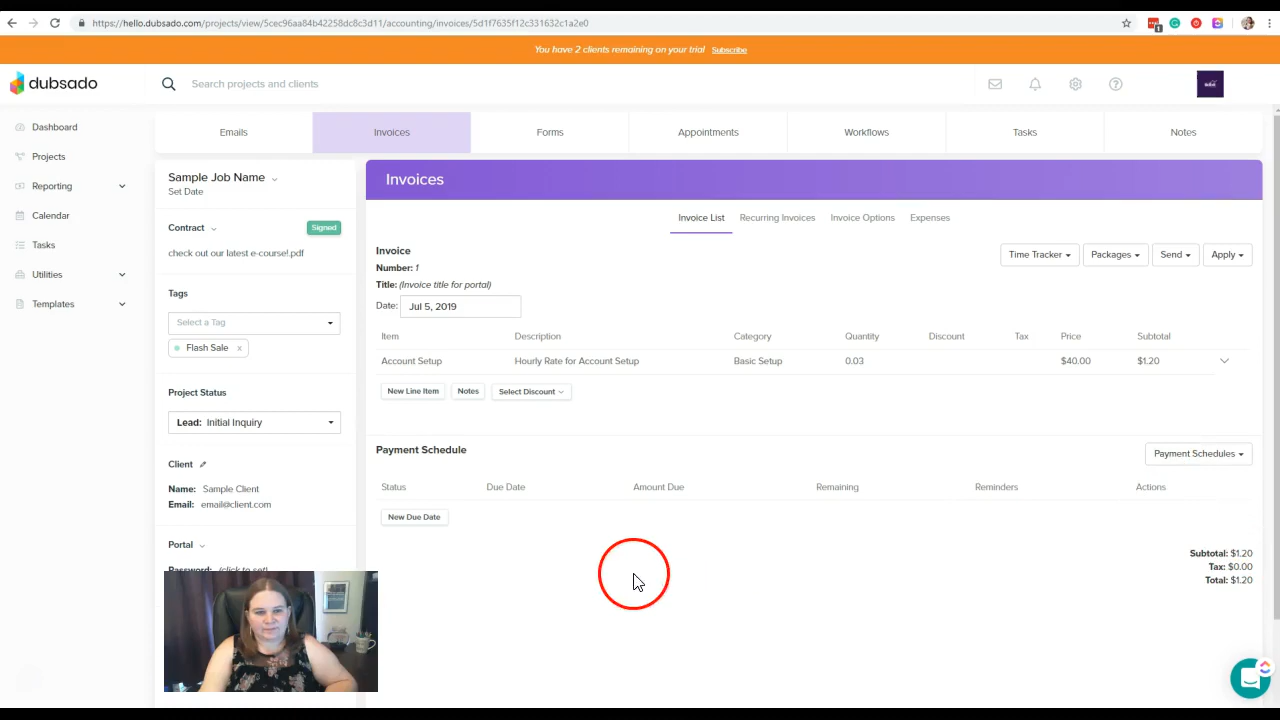 https://hello.dubsado.com/projects/view/5cec96aa84b42258dc8c3d11/accounting/invoices/5d1f7635f12c331632c1a2e0
You have 2 clients remaining on your trial Subscribe
dubsado
Search projects and clients
Dashboard
Projects
Reporting
Calendar
Tasks
Utilities
Templates
Emails Invoices Forms Appointments Workflows Tasks Notes
Sample Job Name
Set Date
Contract Signed
check out our latest e-course!.pdf
Tags
Select a Tag
Flash Sale x
Project Status
Lead: Initial Inquiry
Client
Name: Sample Client
Email: email@client.com
Portal
Password: (click to set)
Invoices
Invoice List Recurring Invoices Invoice Options Expenses
Invoice
Number: 1
Title: (Invoice title for portal)
Date: Jul 5, 2019
Time Tracker Packages Send Apply
Item Description Category Quantity Discount Tax Price Subtotal
Account Setup Hourly Rate for Account Setup Basic Setup 0.03 $40.00 $1.20
New Line Item Notes Select Discount
Payment Schedule Payment Schedules
Status Due Date Amount Due Remaining Reminders Actions
New Due Date
Subtotal: $1.20
Tax: $0.00
Total: $1.20